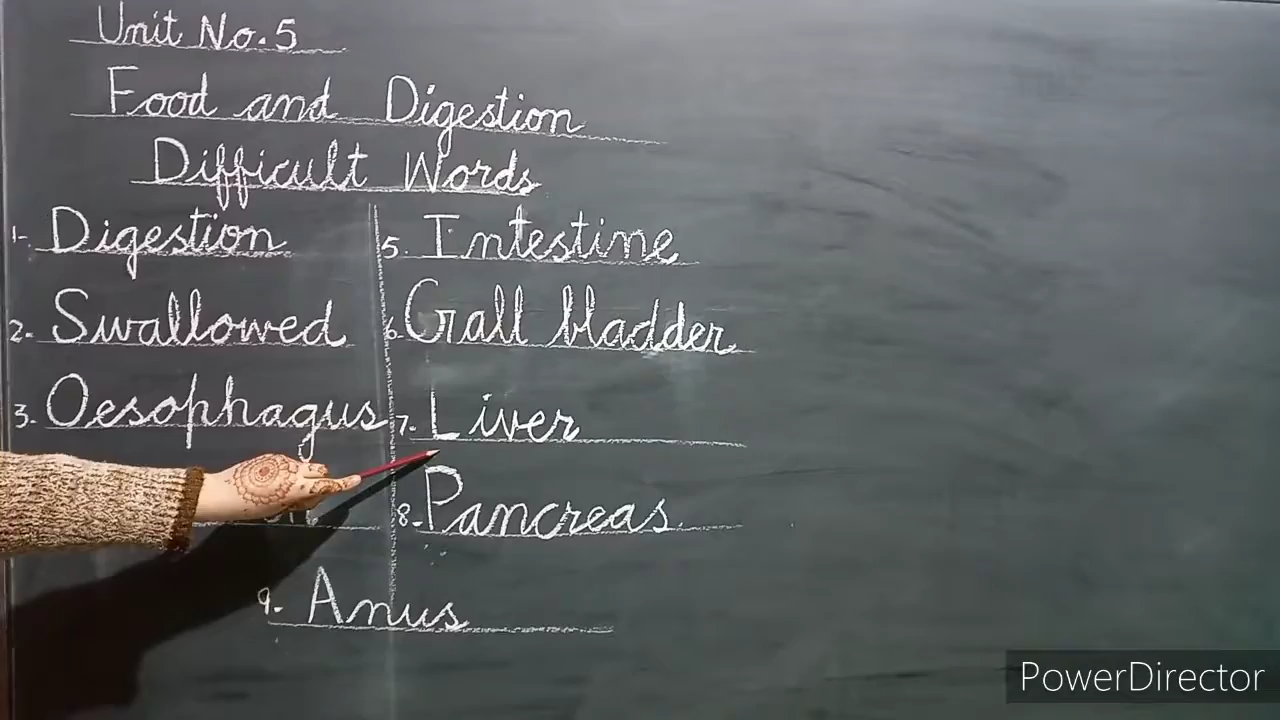 Unit No. 5
Food and Digestion
Difficult Words
1- Digestion
2- Swallowed
3- Oesophagus
5. Intestine
6. Gall bladder
7. Liver
8. Pancreas
9. Anus
PowerDirector